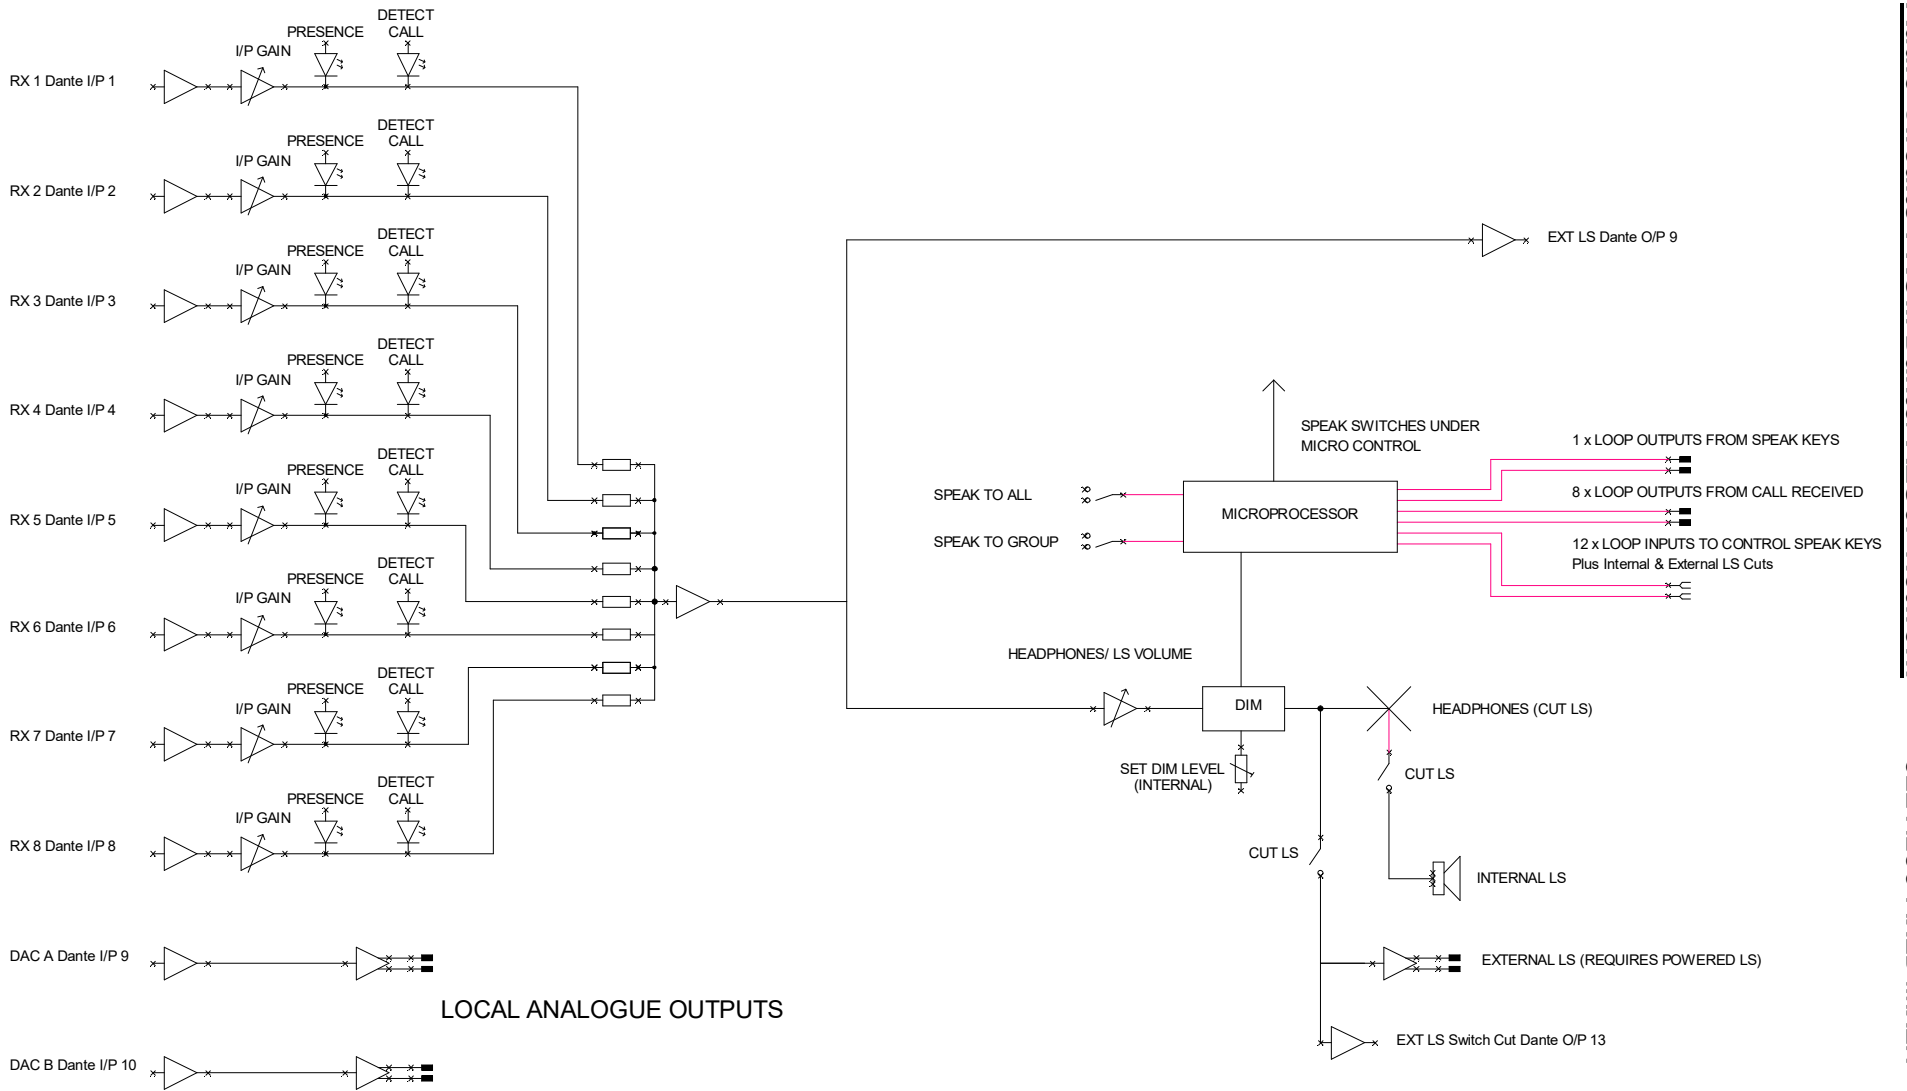 DETECT
PRESENCE CALL
I/P GAIN
RX 1 Dante I/P 1
DETECT
PRESENCE CALL
I/P GAIN
RX 2 Dante I/P 2
DETECT
PRESENCE CALL
I/P GAIN
RX 3 Dante I/P 3
DETECT
PRESENCE CALL
I/P GAIN
RX 4 Dante I/P 4
DETECT
PRESENCE CALL
I/P GAIN
RX 5 Dante I/P 5
DETECT
PRESENCE CALL
I/P GAIN
RX 6 Dante I/P 6
DETECT
PRESENCE CALL
I/P GAIN
RX 7 Dante I/P 7
DETECT
PRESENCE CALL
I/P GAIN
RX 8 Dante I/P 8
DAC A Dante I/P 9
LOCAL ANALOGUE OUTPUTS
DAC B Dante I/P 10
EXT LS Dante O/P 9
SPEAK SWITCHES UNDER
MICRO CONTROL
1 x LOOP OUTPUTS FROM SPEAK KEYS
SPEAK TO ALL
8 x LOOP OUTPUTS FROM CALL RECEIVED
MICROPROCESSOR
SPEAK TO GROUP
12 x LOOP INPUTS TO CONTROL SPEAK KEYS
Plus Internal & External LS Cuts
HEADPHONES/ LS VOLUME
DIM
HEADPHONES (CUT LS)
SET DIM LEVEL
(INTERNAL)
CUT LS
CUT LS
INTERNAL LS
EXTERNAL LS (REQUIRES POWERED LS)
EXT LS Switch Cut Dante O/P 13